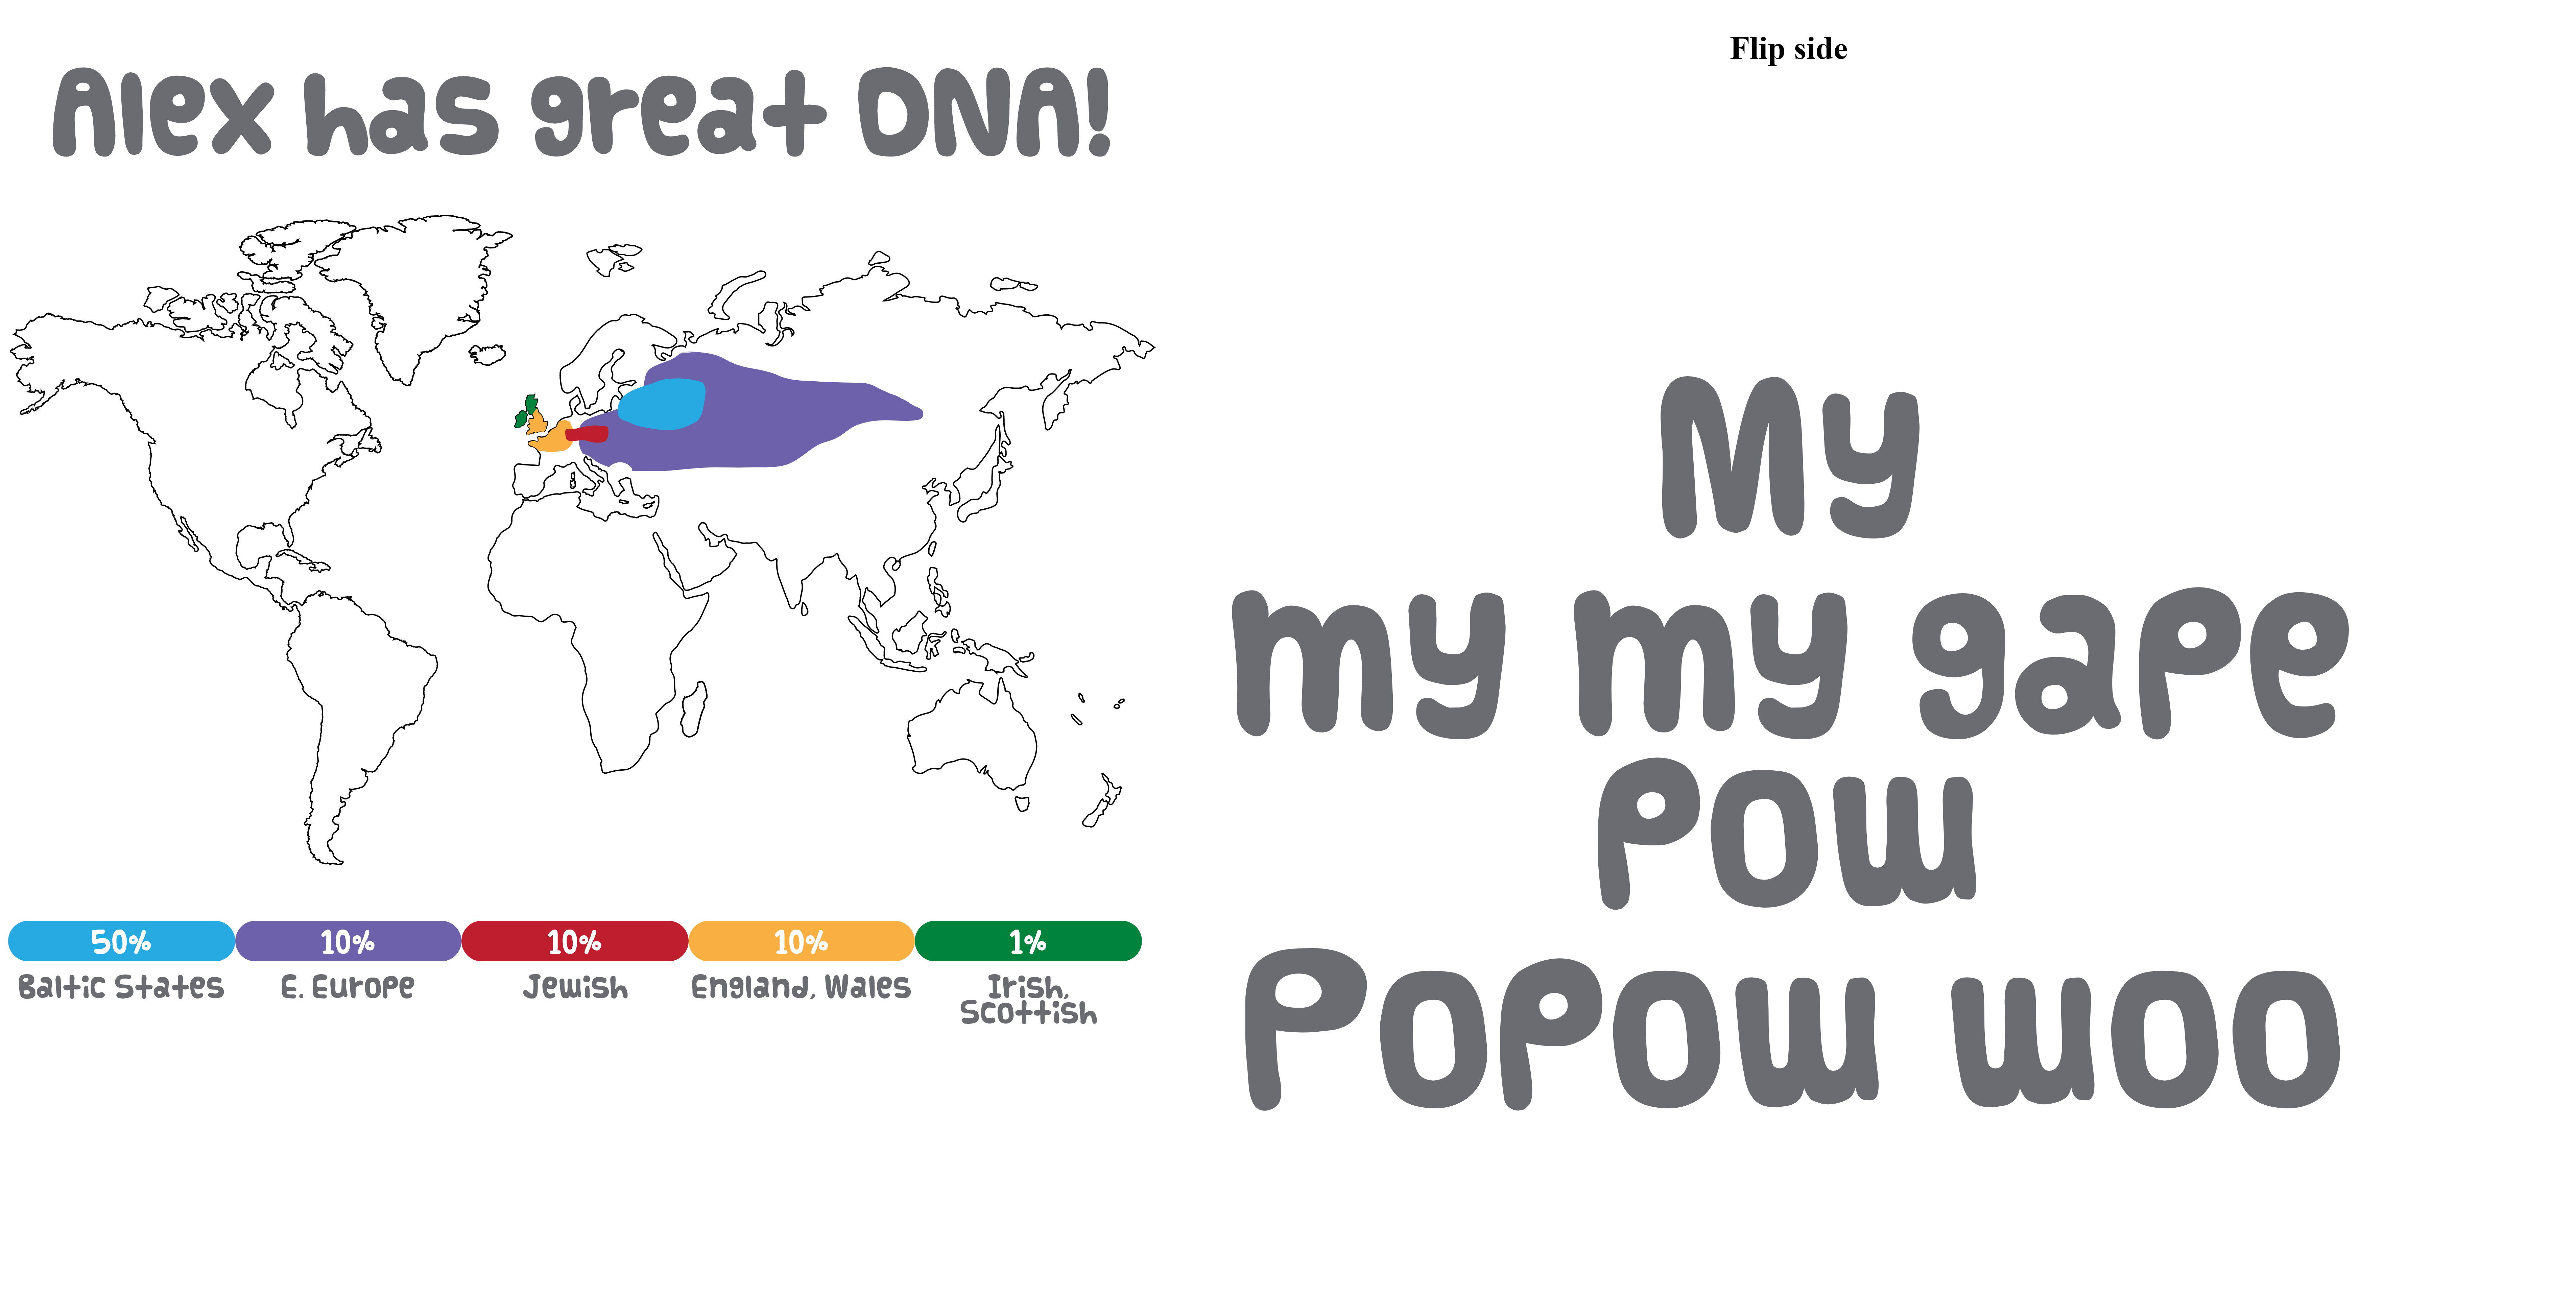 Alex has great DNA!
50%
Baltic States
10%
E. Europe
10%
Jewish
10%
England, Wales
1%
Irish,
Scottish
Flip side
My
my my gape
Pow
Popow woo